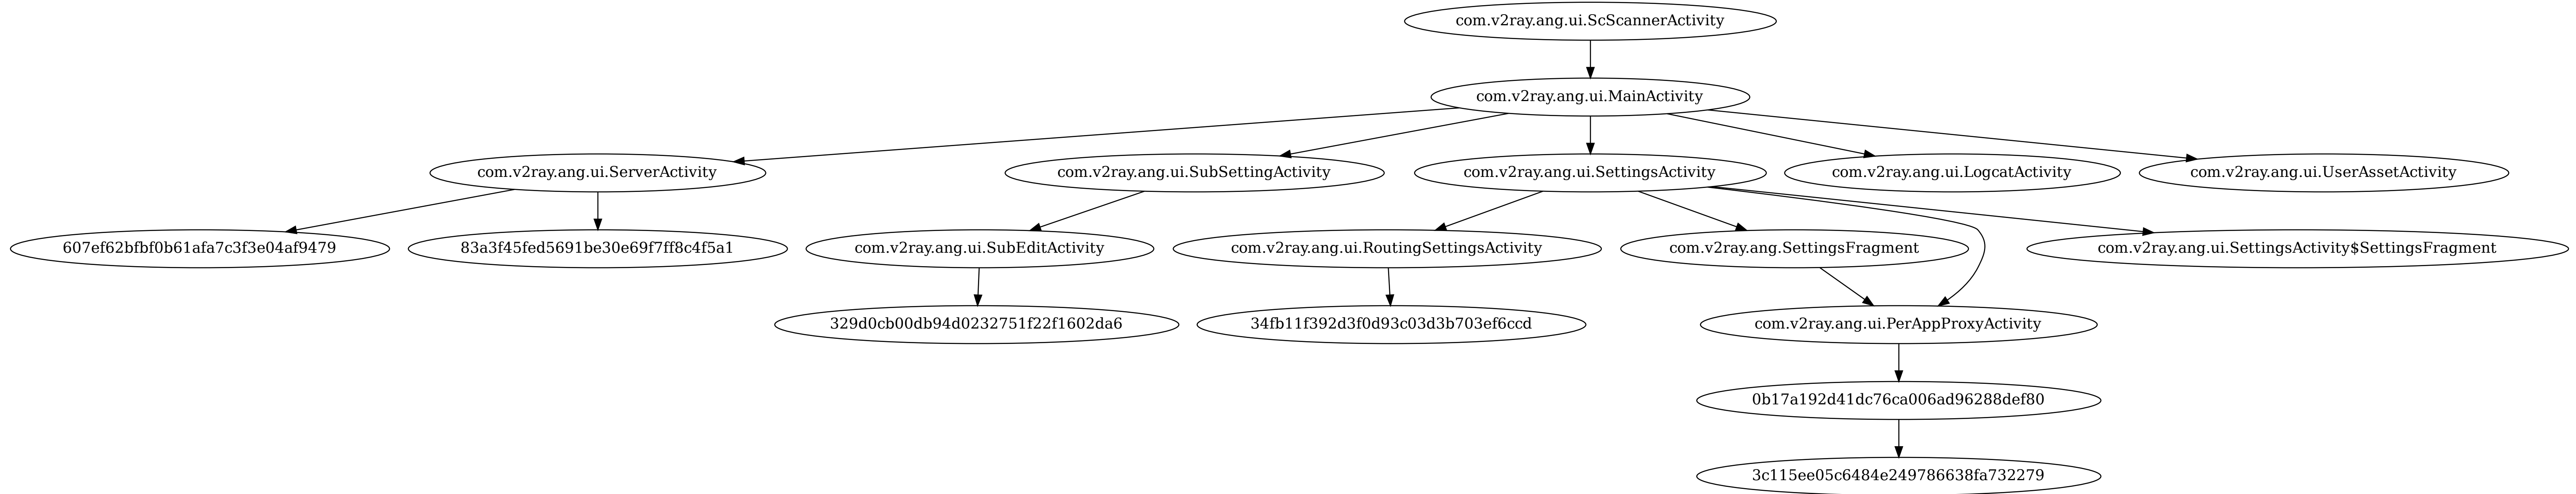 com.v2ray.ang.ui.ScScannerActivity
com.v2ray.ang.ui.MainActivity
com.v2ray.ang.ui.ServerActivity
com.v2ray.ang.ui.SubSettingActivity
com.v2ray.ang.ui.SettingsActivity
com.v2ray.ang.ui.LogcatActivity
com.v2ray.ang.ui.UserAssetActivity
607ef62bfbf0b61afa7c3f3e04af9479
83a3f45fed5691be30e69f7ff8c4f5a1
com.v2ray.ang.ui.SubEditActivity
com.v2ray.ang.ui.RoutingSettingsActivity
com.v2ray.ang.SettingsFragment
com.v2ray.ang.ui.SettingsActivity$SettingsFragment
329d0cb00db94d0232751f22f1602da6
34fb11f392d3f0d93c03d3b703ef6ccd
com.v2ray.ang.ui.PerAppProxyActivity
0b17a192d41dc76ca006ad96288def80
3c115ee05c6484e249786638fa732279